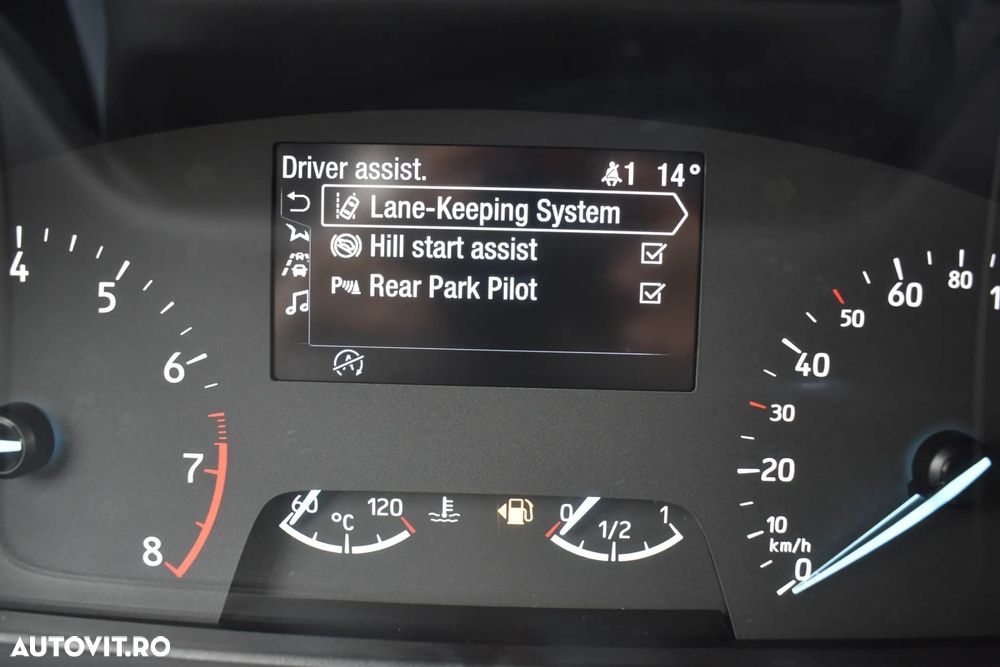 Driver assist. 1 14°
Lane-Keeping System
Hill start assist
P Rear Park Pilot
A
4
5
6
7
8
60 120
°C
0 1/2 1
80
60
50
40
30
20
10
km/h
0
AUTOVIT.RO